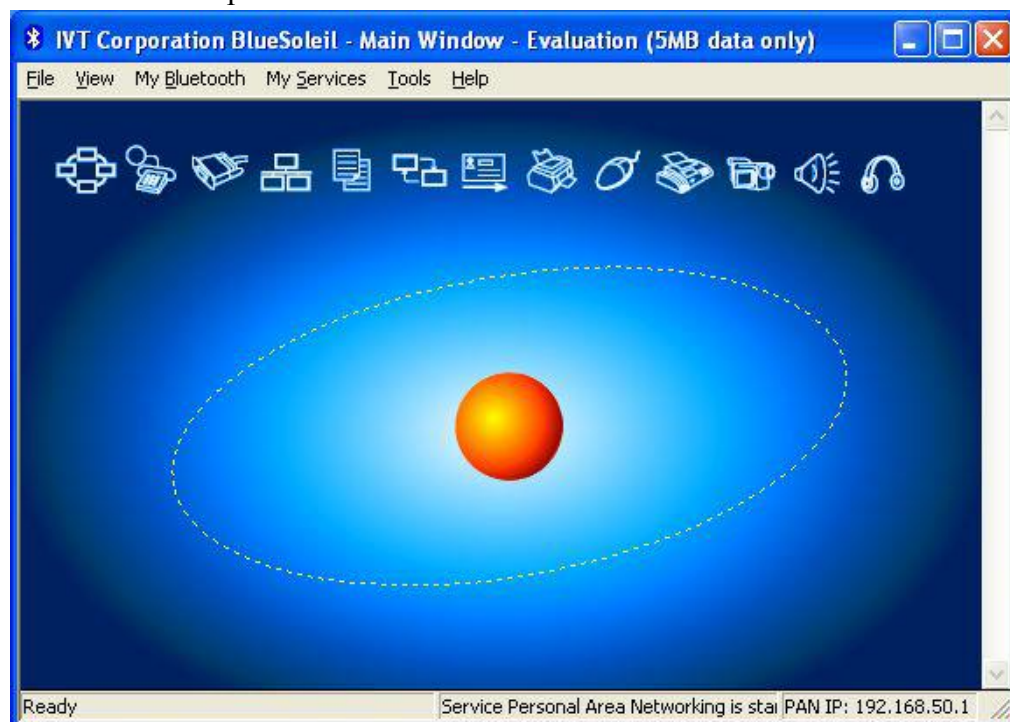 IVT Corporation BlueSoleil - Main Window - Evaluation (5MB data only)
File View My Bluetooth My Services Tools Help
Ready Service Personal Area Networking is star PAN IP: 192.168.50.1